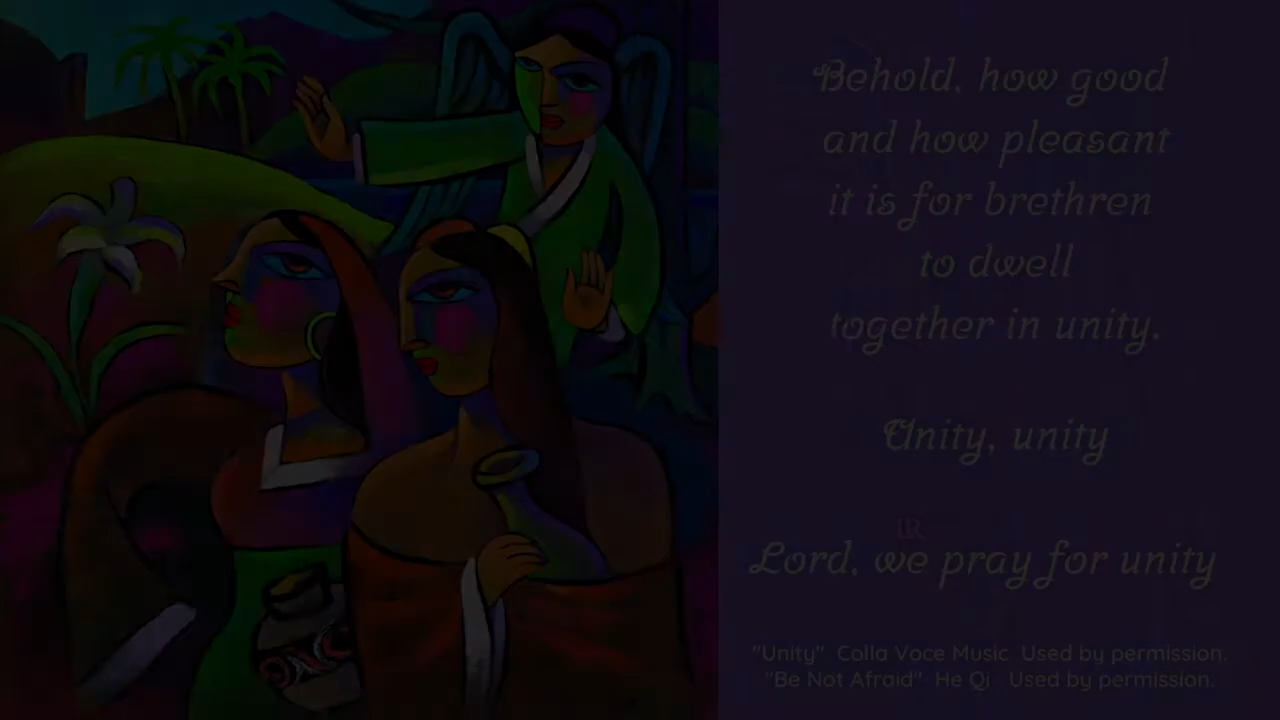 Behold, how good
and how pleasant
it is for brethren
to dwell
together in unity.
Unity, unity
Lord, we pray for unity
"Unity" Colla Voce Music Used by permission.
"Be Not Afraid" He Qi Used by permission.